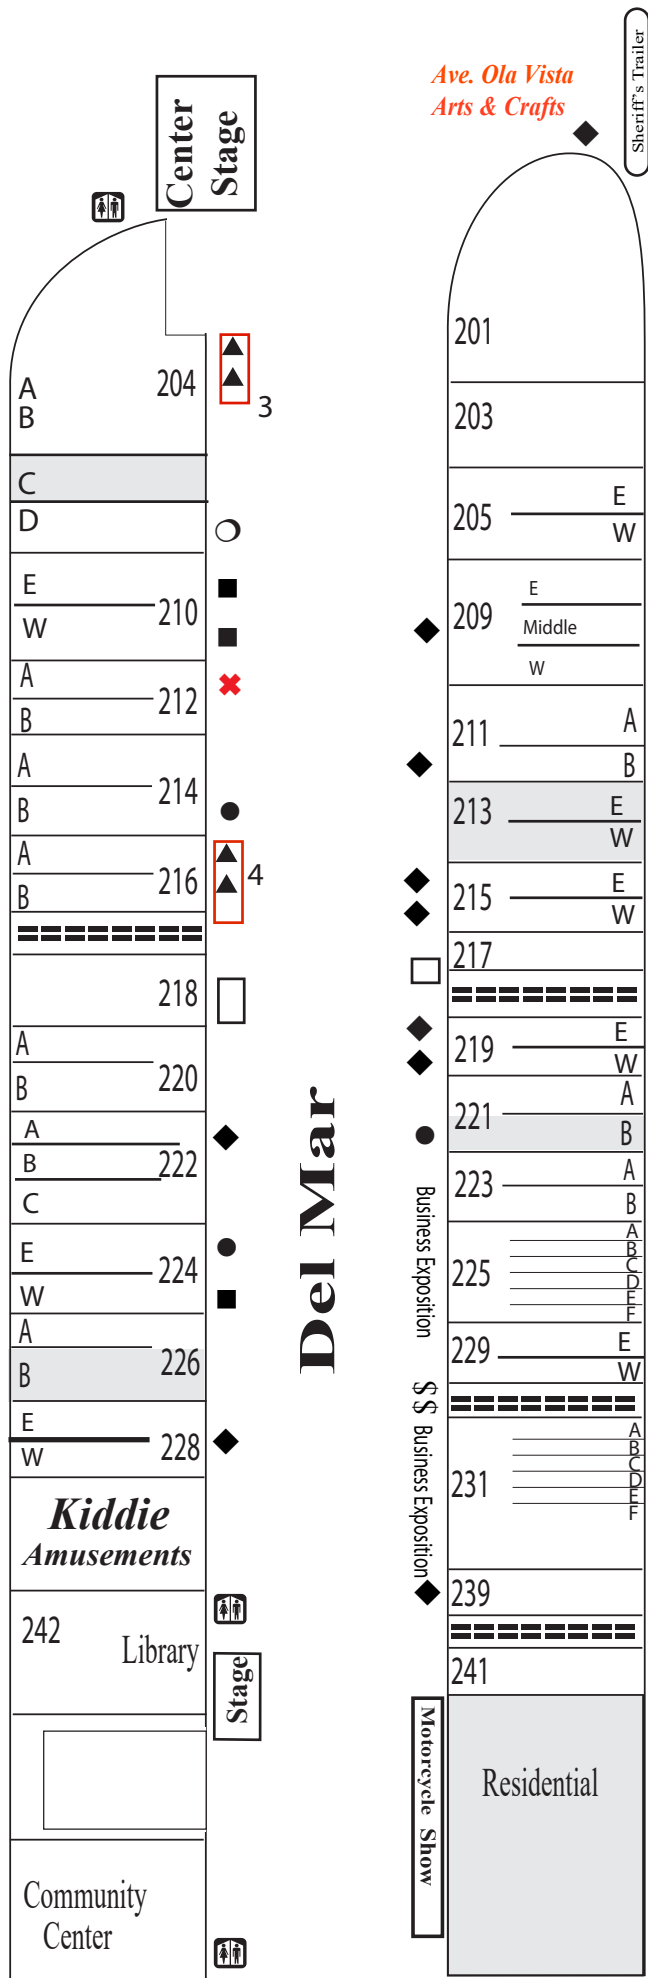 Sheriff's Trailer
Ave. Ola Vista
Arts & Crafts
Center
Stage
A
B
204
3
C
D
E
210
W
A
212
B
A
214
B
A
216
4
B
218
A
220
B
A
B
222
C
E
224
W
A
226
B
E
228
W
Kiddie
Amusements
242
Library
Stage
Community
Center
Del Mar
201
203
205
E
W
209
E
Middle
W
211
A
B
213
E
W
215
E
W
217
219
E
W
221
A
B
223
A
B
Business Exposition
225
A
B
C
D
E
F
229
E
W
$$ Business Exposition
231
A
B
C
D
E
F
239
241
Motorcycle Show
Residential